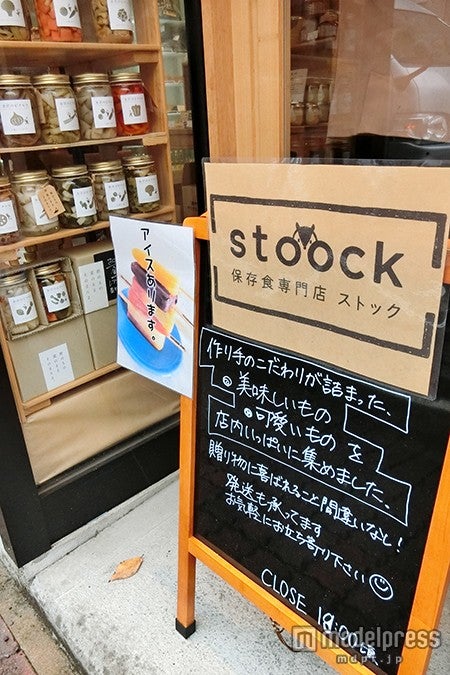 アイスあります。
stoock
保存食専門店 ストック
作り手のこだわりが詰まった、
◎美味しいもの
◎可愛いものを
店内いっぱいに集めました。
贈り物に喜ばれること間違いなし!
発送も承ってます
お気軽にお立ち寄り下さい
CLOSE 19:00
modelpress
mdpr.jp